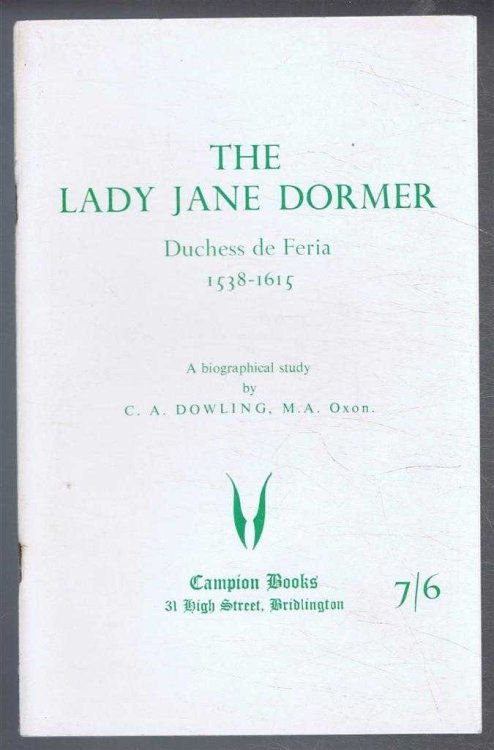 THE
LADY JANE DORMER
Duchess de Feria
1538-1615
A biographical study
by
C. A. DOWLING, M.A. Oxon.
Campion Books
31 High Street, Bridlington
7/6